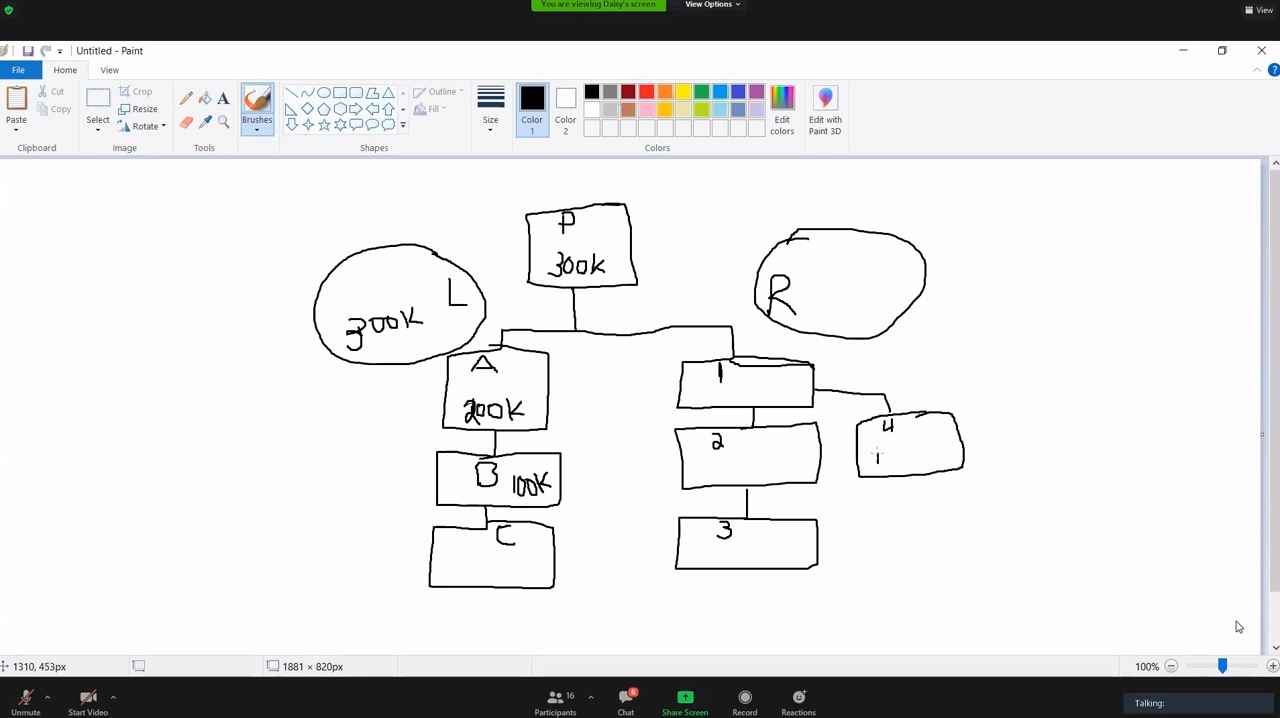 You are viewing Daisy's screen
View Options
View
Untitled - Paint
File
Home
View
Paste
Cut
Copy
Clipboard
Select
Crop
Resize
Rotate
Image
Tools
Brushes
Shapes
Outline
Fill
Size
Color
1
Color
2
Edit
colors
Edit with
Paint 3D
Colors
P
300K
L
300K
R
A
200K
1
B 100K
2
4
C
3
1310, 453px
1881 × 820px
100%
Unmute
Start Video
Participants
16
Chat
6
Share Screen
Record
Reactions
Talking: